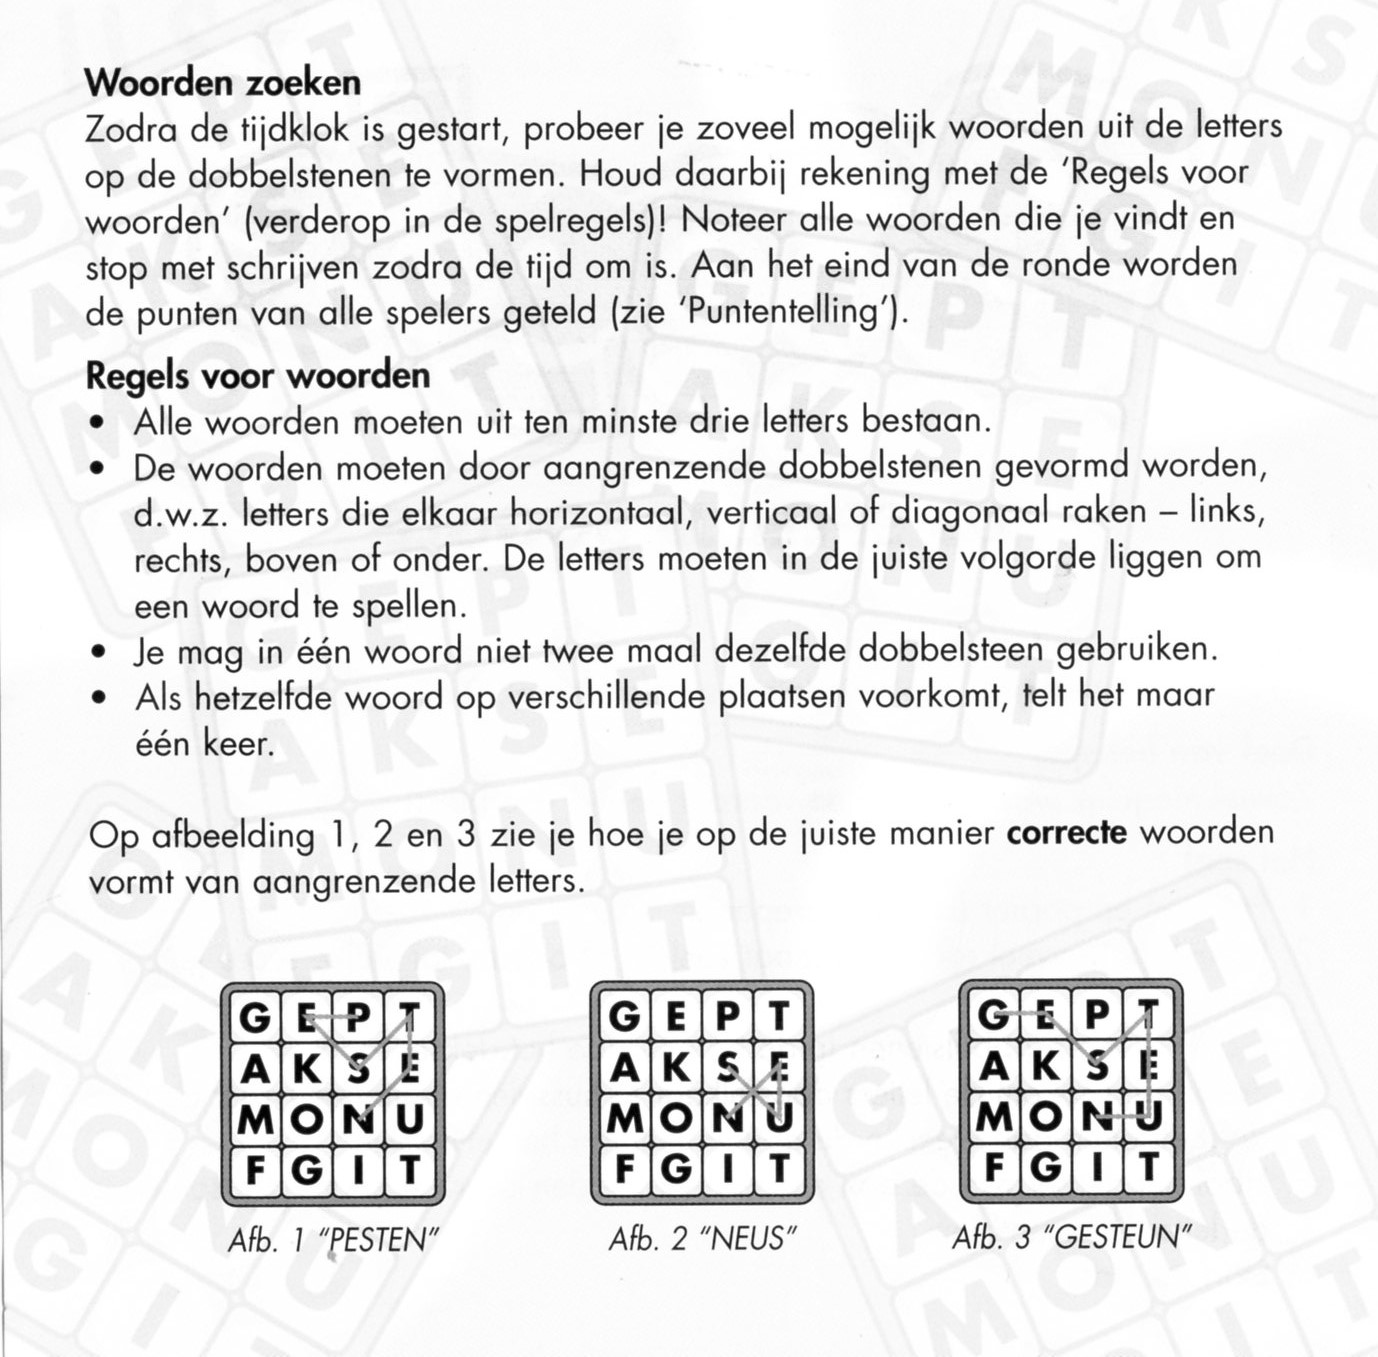 Woorden zoeken
Zodra de tijdklok is gestart, probeer je zoveel mogelijk woorden uit de letters
op de dobbelstenen te vormen. Houd daarbij rekening met de ‘Regels voor
woorden’ (verderop in de spelregels)! Noteer alle woorden die je vindt en
stop met schrijven zodra de tijd om is. Aan het eind van de ronde worden
de punten van alle spelers geteld (zie ‘Puntentelling’).
Regels voor woorden
• Alle woorden moeten uit ten minste drie letters bestaan.
• De woorden moeten door aangrenzende dobbelstenen gevormd worden,
d.w.z. letters die elkaar horizontaal, verticaal of diagonaal raken – links,
rechts, boven of onder. De letters moeten in de juiste volgorde liggen om
een woord te spellen.
• Je mag in één woord niet twee maal dezelfde dobbelsteen gebruiken.
• Als hetzelfde woord op verschillende plaatsen voorkomt, telt het maar
één keer.
Op afbeelding 1, 2 en 3 zie je hoe je op de juiste manier correcte woorden
vormt van aangrenzende letters.
G E P T
A K S E
M O N U
F G I T
Afb. 1 “PESTEN”
G E P T
A K S E
M O N U
F G I T
Afb. 2 “NEUS”
G E P T
A K S E
M O N U
F G I T
Afb. 3 “GESTEUN”